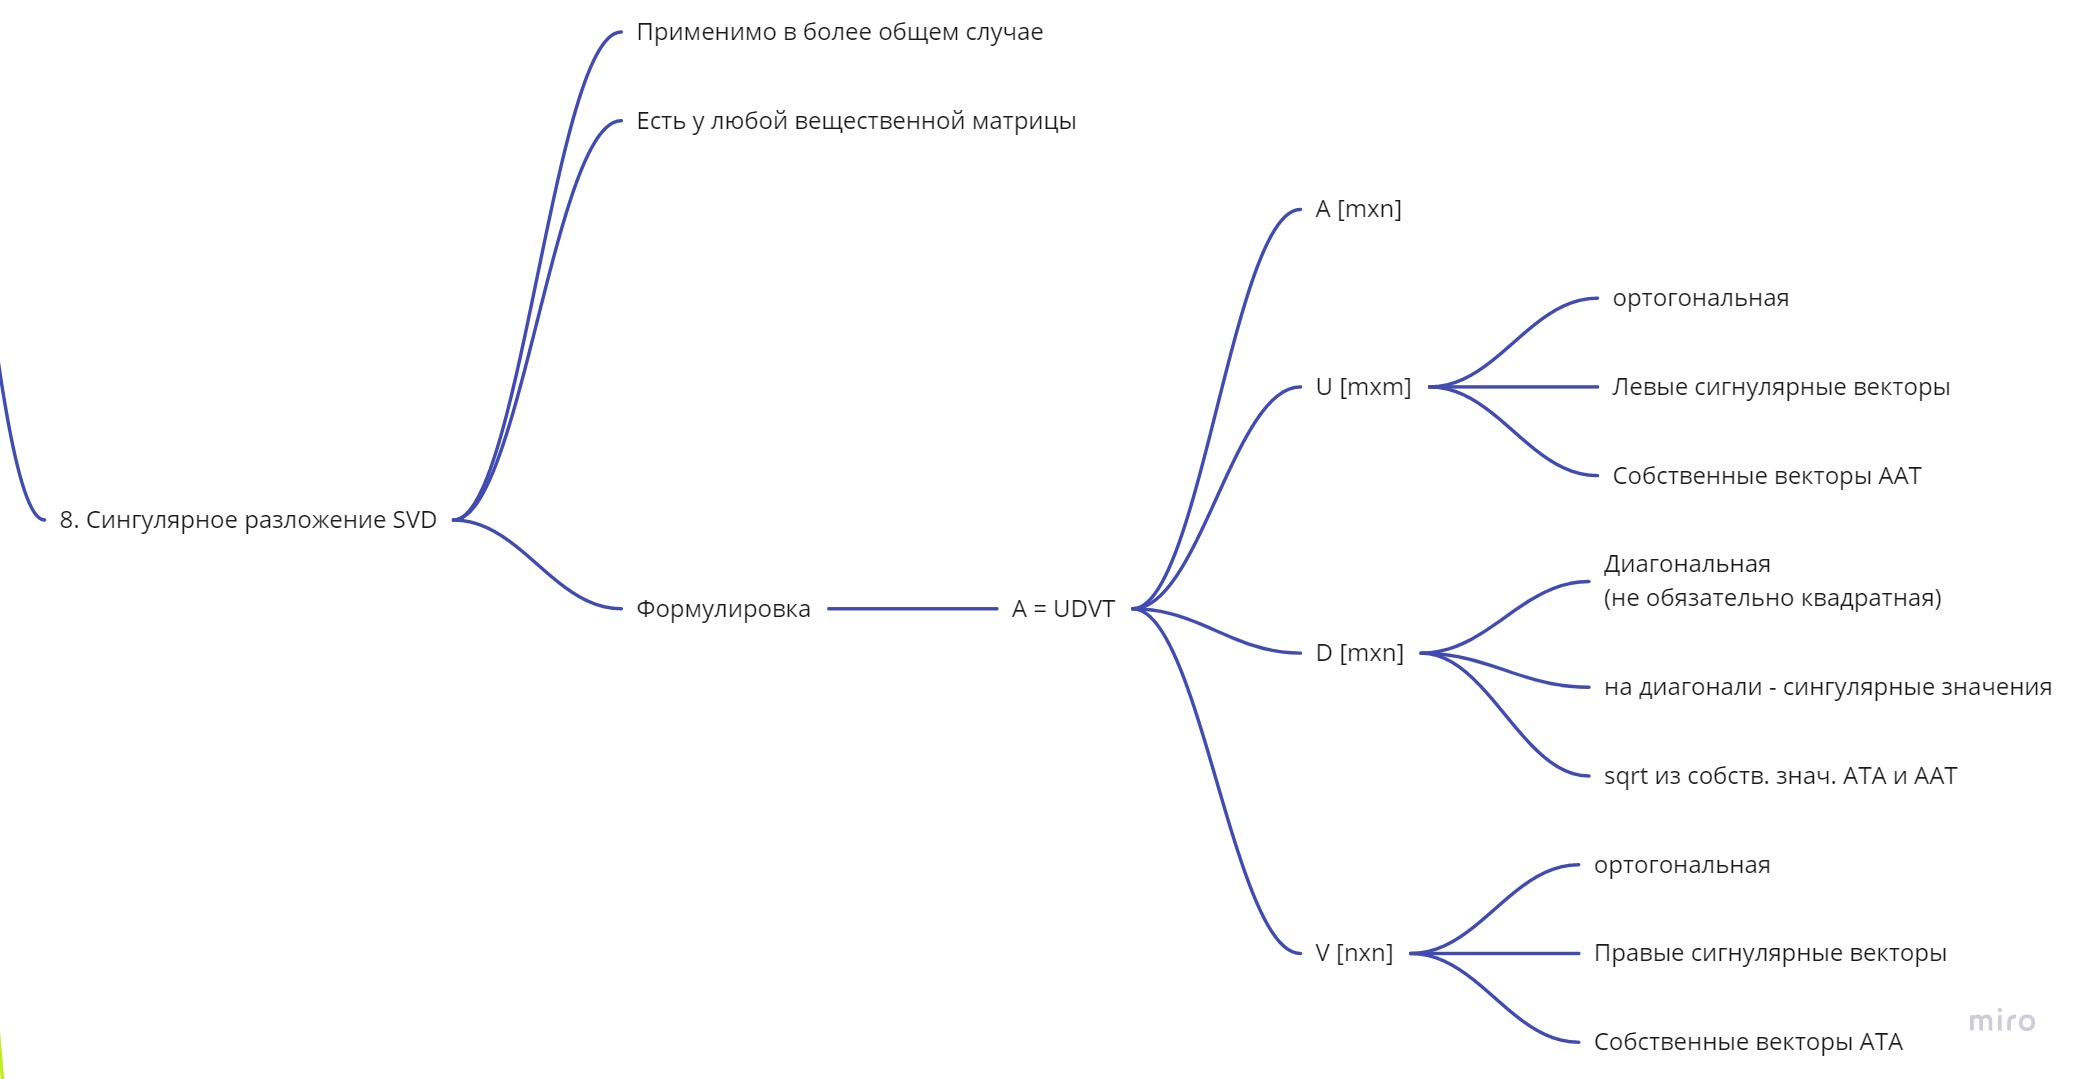 Применимо в более общем случае
Есть у любой вещественной матрицы
A [mxn]
ортогональная
U [mxm]
Левые сигнулярные векторы
Собственные векторы AAT
8. Сингулярное разложение SVD
Формулировка
A = UDVT
Диагональная
(не обязательно квадратная)
D [mxn]
на диагонали - сингулярные значения
sqrt из собств. знач. ATA и AAT
ортогональная
V [nxn]
Правые сигнулярные векторы
Собственные векторы ATA
miro